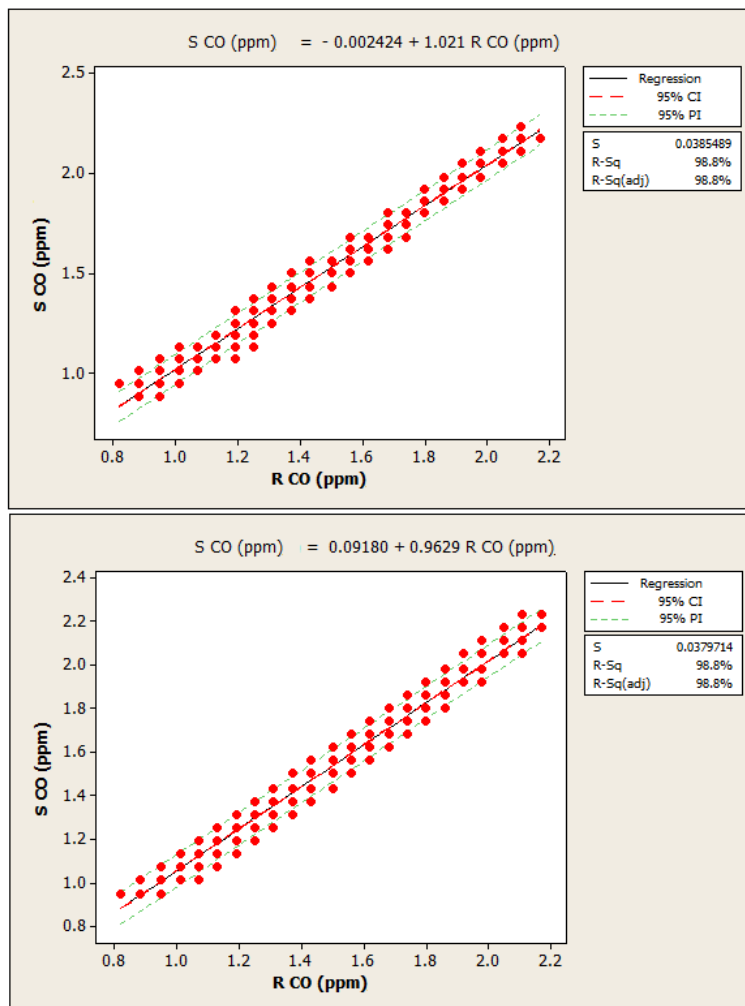 S CO (ppm) = - 0.002424 + 1.021 R CO (ppm)
2.5
2.0
1.5
1.0
S CO (ppm)
0.8 1.0 1.2 1.4 1.6 1.8 2.0 2.2
R CO (ppm)
Regression
95% CI
95% PI
S 0.0385489
R-Sq 98.8%
R-Sq(adj) 98.8%
S CO (ppm) = 0.09180 + 0.9629 R CO (ppm)
2.4
2.2
2.0
1.8
1.6
1.4
1.2
1.0
0.8
S CO (ppm)
0.8 1.0 1.2 1.4 1.6 1.8 2.0 2.2
R CO (ppm)
Regression
95% CI
95% PI
S 0.0379714
R-Sq 98.8%
R-Sq(adj) 98.8%